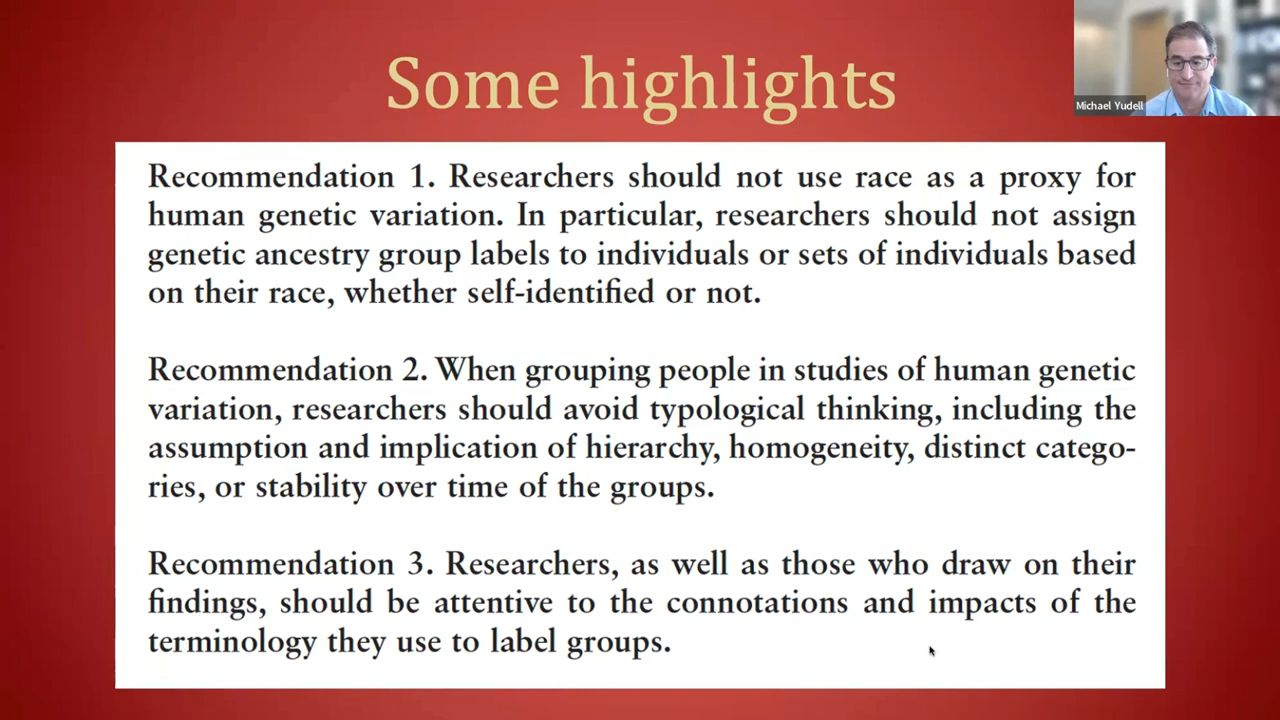 Some highlights
Michael Yudell
Recommendation 1. Researchers should not use race as a proxy for
human genetic variation. In particular, researchers should not assign
genetic ancestry group labels to individuals or sets of individuals based
on their race, whether self-identified or not.
Recommendation 2. When grouping people in studies of human genetic
variation, researchers should avoid typological thinking, including the
assumption and implication of hierarchy, homogeneity, distinct catego-
ries, or stability over time of the groups.
Recommendation 3. Researchers, as well as those who draw on their
findings, should be attentive to the connotations and impacts of the
terminology they use to label groups.